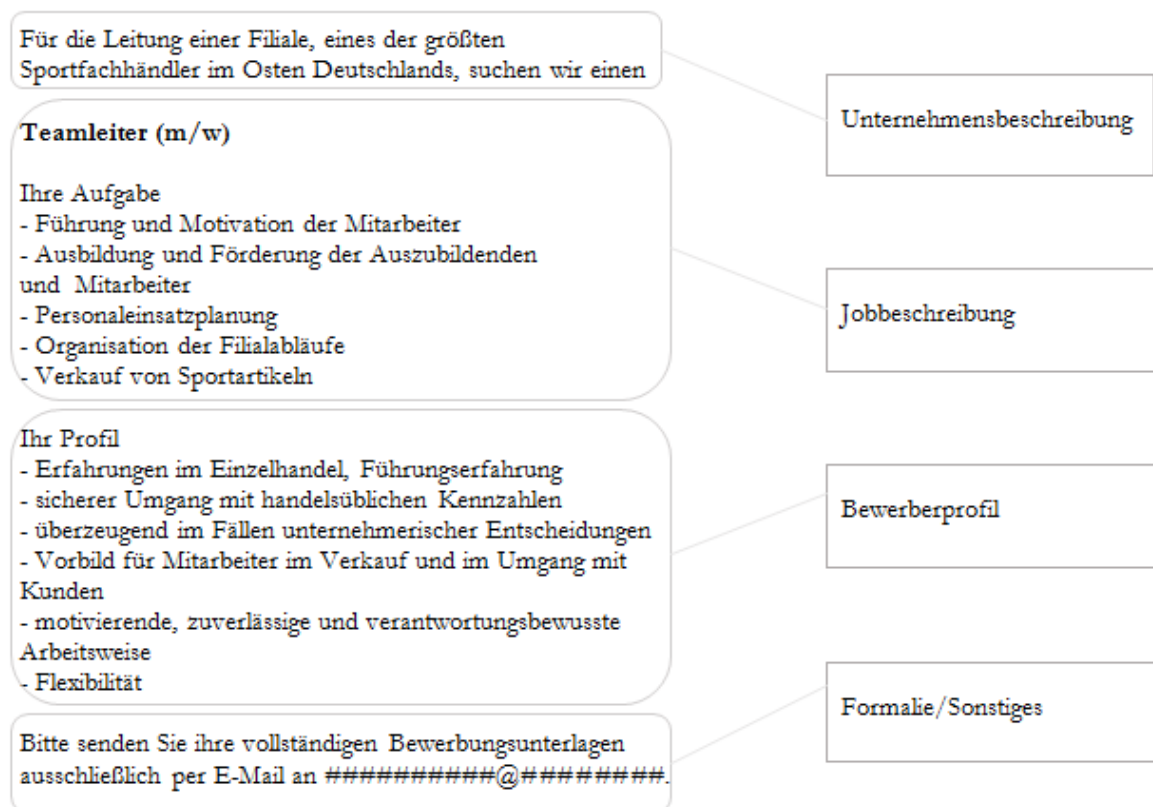 Für die Leitung einer Filiale, eines der größten
Sportfachhändler im Osten Deutschlands, suchen wir einen
Unternehmensbeschreibung
Teamleiter (m/w)
Ihre Aufgabe
- Führung und Motivation der Mitarbeiter
- Ausbildung und Förderung der Auszubildenden
und Mitarbeiter
- Personaleinsatzplanung
- Organisation der Filialabläufe
- Verkauf von Sportartikeln
Jobbeschreibung
Ihr Profil
- Erfahrungen im Einzelhandel, Führungserfahrung
- sicherer Umgang mit handelsüblichen Kennzahlen
- überzeugend im Fällen unternehmerischer Entscheidungen
- Vorbild für Mitarbeiter im Verkauf und im Umgang mit
Kunden
- motivierende, zuverlässige und verantwortungsbewusste
Arbeitsweise
- Flexibilität
Bewerberprofil
Bitte senden Sie ihre vollständigen Bewerbungsunterlagen
ausschließlich per E-Mail an ##########@########.
Formalie/Sonstiges